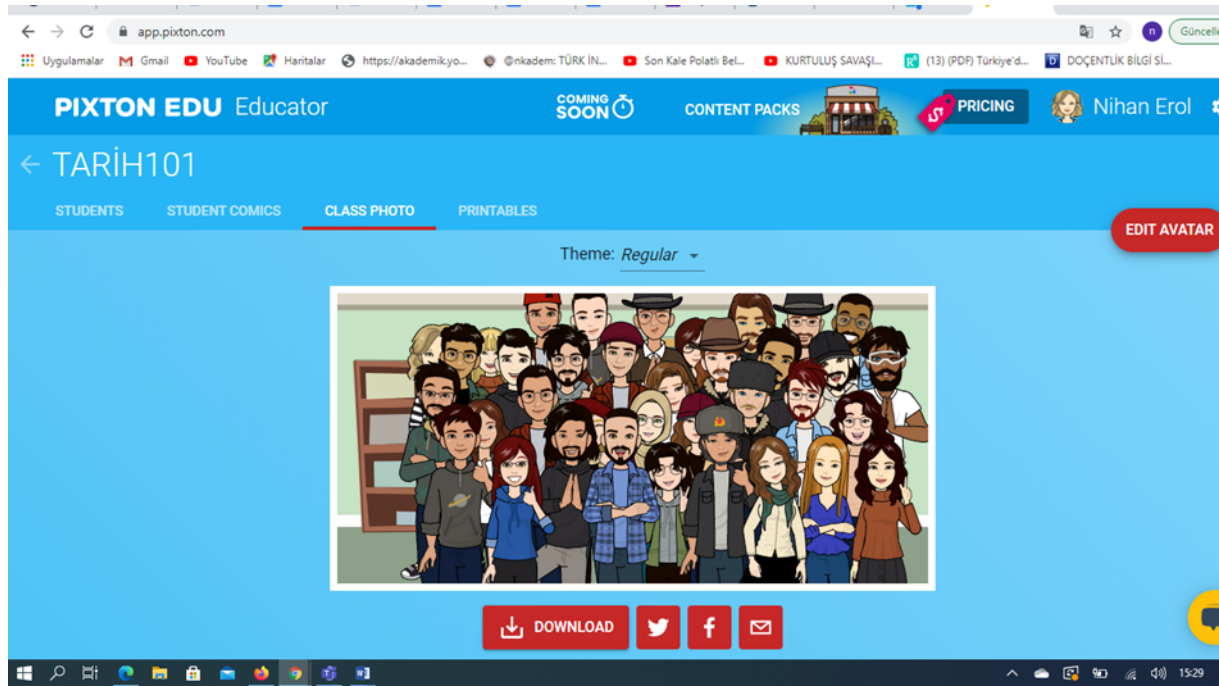 app.pixton.com
n
Güncelle
Uygulamalar Gmail YouTube Haritalar https://akademik.yo... @nkadem: TÜRK İN... Son Kale Polatlı Bel... KURTULUŞ SAVAŞI... R (13) (PDF) Türkiye'd... D DOÇENTLİK BİLGİ Sİ...
PIXTON EDU Educator
COMING SOON
CONTENT PACKS
PRICING
Nihan Erol
TARİH101
STUDENTS STUDENT COMICS CLASS PHOTO PRINTABLES
EDIT AVATAR
Theme: Regular
DOWNLOAD
15:29